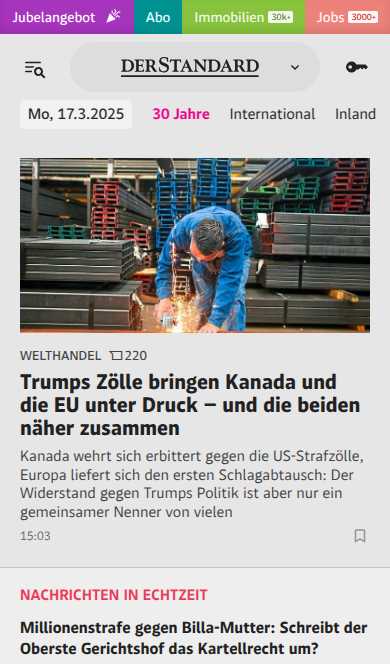 Jubelangebot Abo Immobilien 30k+ Jobs 3000+
DERSTANDARD
Mo, 17.3.2025 30 Jahre International Inland
WELTHANDEL 220
Trumps Zölle bringen Kanada und
die EU unter Druck – und die beiden
näher zusammen
Kanada wehrt sich erbittert gegen die US-Strafzölle,
Europa liefert sich den ersten Schlagabtausch: Der
Widerstand gegen Trumps Politik ist aber nur ein
gemeinsamer Nenner von vielen
15:03
NACHRICHTEN IN ECHTZEIT
Millionenstrafe gegen Billa-Mutter: Schreibt der
Oberste Gerichtshof das Kartellrecht um?